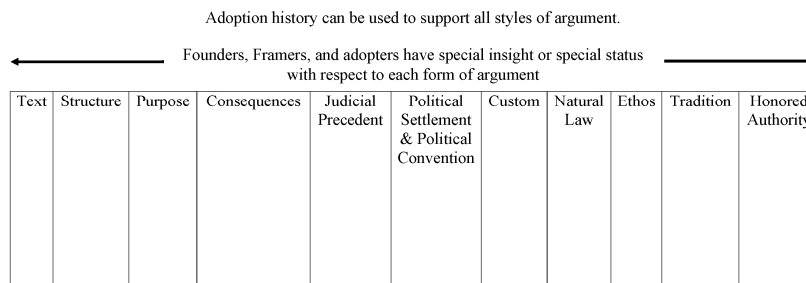 Adoption history can be used to support all styles of argument.
Founders, Framers, and adopters have special insight or special status
with respect to each form of argument
Text
Structure
Purpose
Consequences
Judicial
Precedent
Political
Settlement
& Political
Convention
Custom
Natural
Law
Ethos
Tradition
Honored
Authority